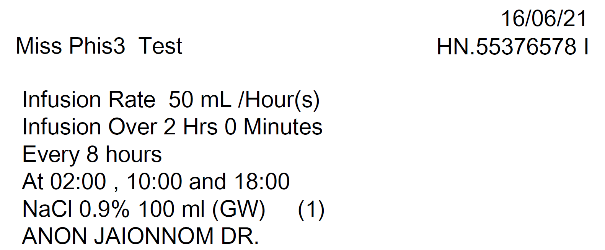 16/06/21
Miss Phis3 Test HN.55376578 I
Infusion Rate 50 mL /Hour(s)
Infusion Over 2 Hrs 0 Minutes
Every 8 hours
At 02:00 , 10:00 and 18:00
NaCl 0.9% 100 ml (GW) (1)
ANON JAIONNOM DR.